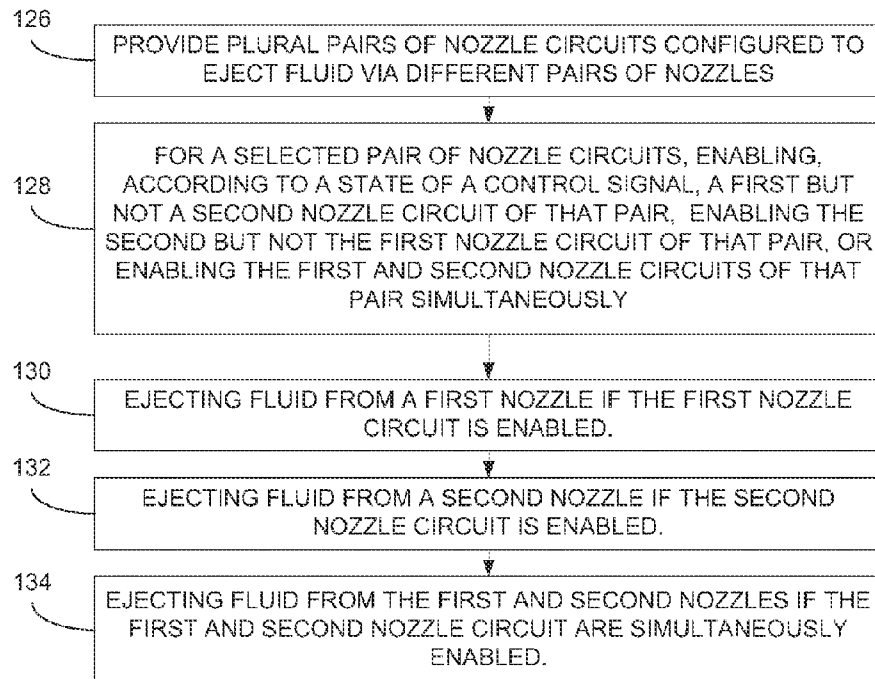 126
PROVIDE PLURAL PAIRS OF NOZZLE CIRCUITS CONFIGURED TO
EJECT FLUID VIA DIFFERENT PAIRS OF NOZZLES
128
FOR A SELECTED PAIR OF NOZZLE CIRCUITS, ENABLING,
ACCORDING TO A STATE OF A CONTROL SIGNAL, A FIRST BUT
NOT A SECOND NOZZLE CIRCUIT OF THAT PAIR, ENABLING THE
SECOND BUT NOT THE FIRST NOZZLE CIRCUIT OF THAT PAIR, OR
ENABLING THE FIRST AND SECOND NOZZLE CIRCUITS OF THAT
PAIR SIMULTANEOUSLY
130
EJECTING FLUID FROM A FIRST NOZZLE IF THE FIRST NOZZLE
CIRCUIT IS ENABLED.
132
EJECTING FLUID FROM A SECOND NOZZLE IF THE SECOND
NOZZLE CIRCUIT IS ENABLED.
134
EJECTING FLUID FROM THE FIRST AND SECOND NOZZLES IF THE
FIRST AND SECOND NOZZLE CIRCUIT ARE SIMULTANEOUSLY
ENABLED.